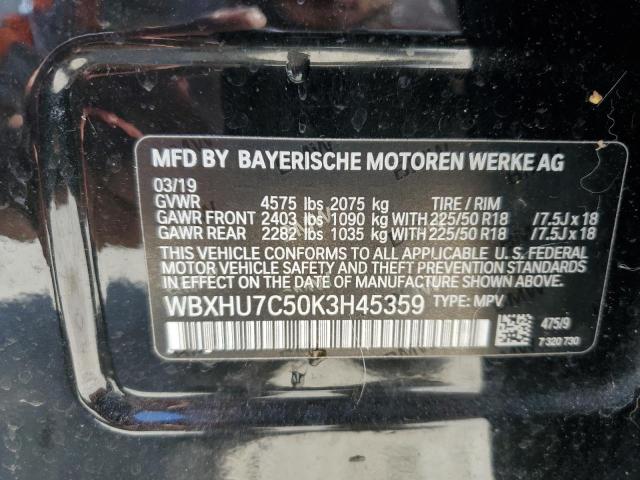 MFD BY BAYERISCHE MOTOREN WERKE AG
03/19
GVWR 4575 lbs 2075 kg TIRE / RIM
GAWR FRONT 2403 lbs 1090 kg WITH 225/50 R18 /7.5J x 18
GAWR REAR 2282 lbs 1035 kg WITH 225/50 R18 /7.5J x 18
THIS VEHICLE CONFORMS TO ALL APPLICABLE U.S. FEDERAL
MOTOR VEHICLE SAFETY AND BUMPER STANDARDS IN
EFFECT ON THE DATE OF MANUFACTURE SHOWN ABOVE.
WBXHU7C50K3H45359 TYPE: MPV
475/9
7 320 730